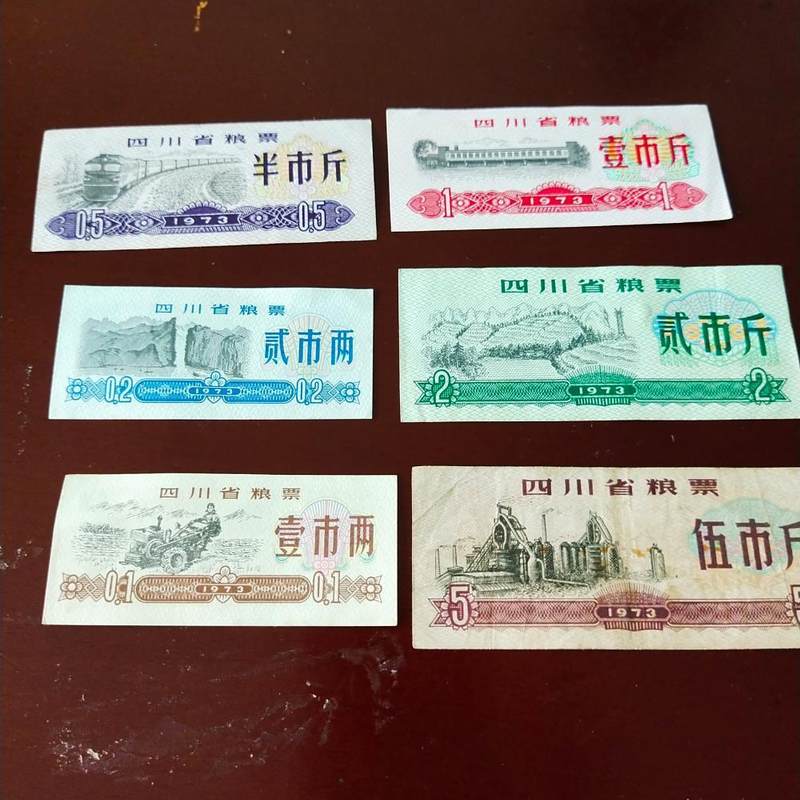 四川省粮票
半市斤
0.5 1973 0.5
四川省粮票
壹市斤
1 1973 1
四川省粮票
贰市两
0.2 1973 0.2
四川省粮票
贰市斤
2 1973 2
四川省粮票
壹市两
0.1 1973 0.1
四川省粮票
伍市斤
5 1973 5